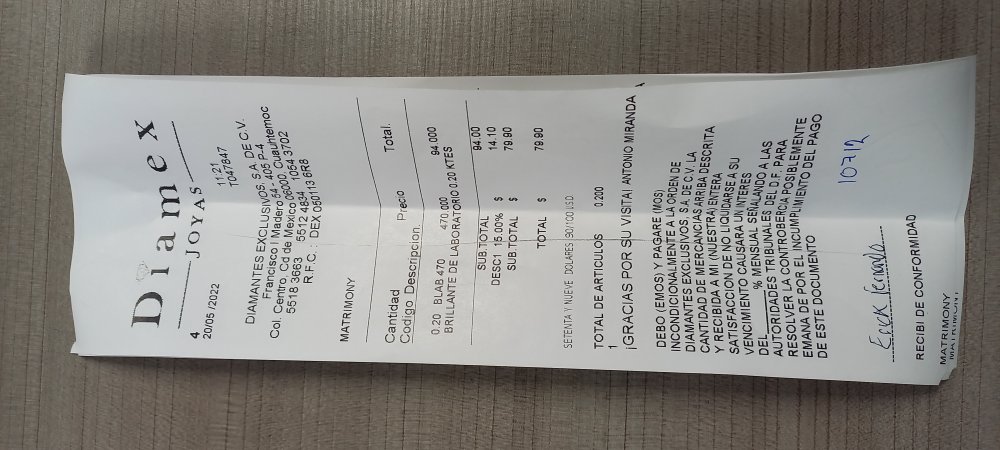 Diamex
JOYAS
4
20/05/2022 11:21
T047847
DIAMANTES EXCLUSIVOS, S.A. DE C.V.
Francisco I Madero 54 - 405 P-4
Col. Centro, Cd de Mexico 06000, Cuauhtemoc
5518 3663 5512 4834 1054 3702
R.F.C. : DEX 060113 6R8
MATRIMONY
Cantidad
Codigo Descripcion. Precio Total.
0.20 BLAB 470 470.000 94.000
BRILLANTE DE LABORATORIO 0.20 KTES
SUB.TOTAL 94.00
DESC1 15.00% $ 14.10
SUB.TOTAL $ 79.90
TOTAL $ 79.90
SETENTA Y NUEVE DOLARES 90/100USD
TOTAL DE ARTICULOS 0.200
1
¡GRACIAS POR SU VISITA! ANTONIO MIRANDA
DEBO (EMOS) Y PAGARE (MOS)
INCONDICIONALMENTE A LA ORDEN DE
DIAMANTES EXCLUSIVOS, S.A. DE C.V. LA
CANTIDAD DE MERCANCIAS ARRIBA DESCRITA
Y RECIBIDA A MI (NUESTRA) ENTERA
SATISFACCION DE NO LIQUIDARSE A SU
VENCIMIENTO CAUSARA UN INTERES
DEL____% MENSUAL SEÑALANDO A LAS
AUTORIDADES TRIBUNALES DEL D.F. PARA
RESOLVER LA CONTROBERCIA POSIBLEMENTE
EMANA DE POR EL INCUMPLIMIENTO DEL PAGO
DE ESTE DOCUMENTO
10712
RECIBI DE CONFORMIDAD
MATRIMONY
MATRIMONY